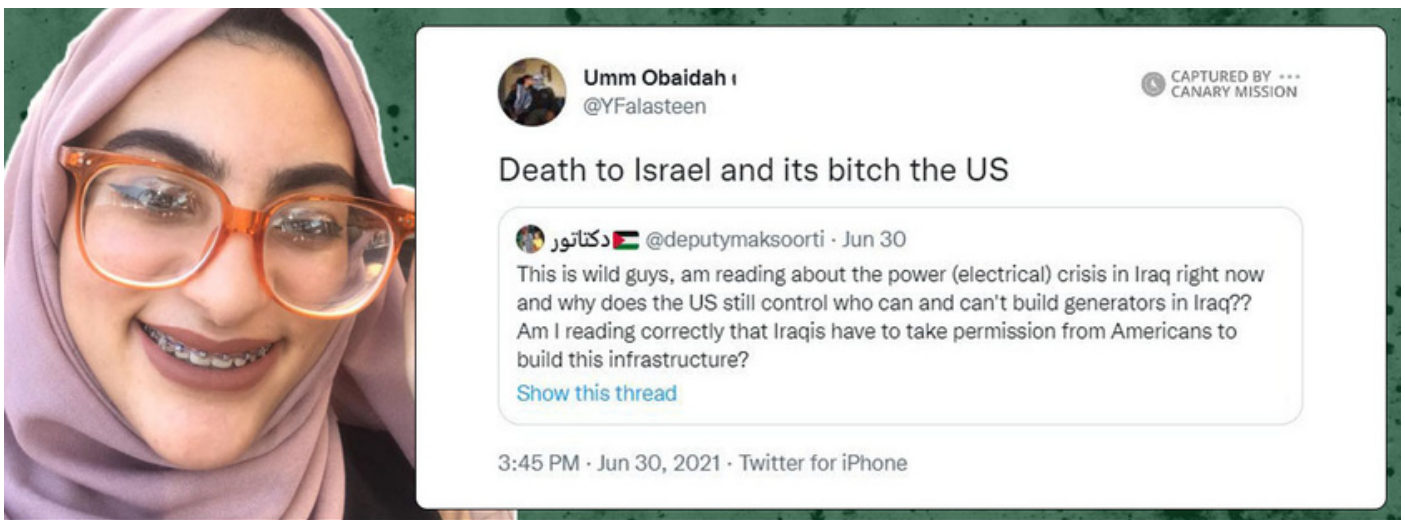 Umm Obaidah
@YFalasteen
CAPTURED BY
CANARY MISSION
Death to Israel and its bitch the US
دكتاتور @deputymaksoorti · Jun 30
This is wild guys, am reading about the power (electrical) crisis in Iraq right now
and why does the US still control who can and can't build generators in Iraq??
Am I reading correctly that Iraqis have to take permission from Americans to
build this infrastructure?
Show this thread
3:45 PM · Jun 30, 2021 · Twitter for iPhone